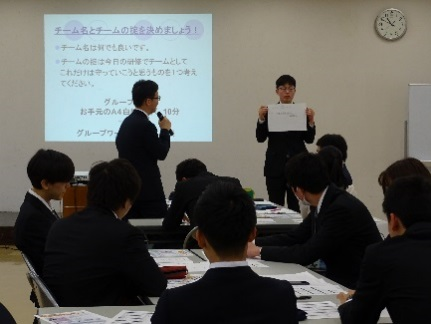 チーム名とチームの掟を決めましょう！
※チーム名は何でも良いです。
※チームの掟は今日の研修でチームとして
これだけは守っていこうと思うものを1つ考え
てください。
グループ
お手元のA4白 10分
グループワ